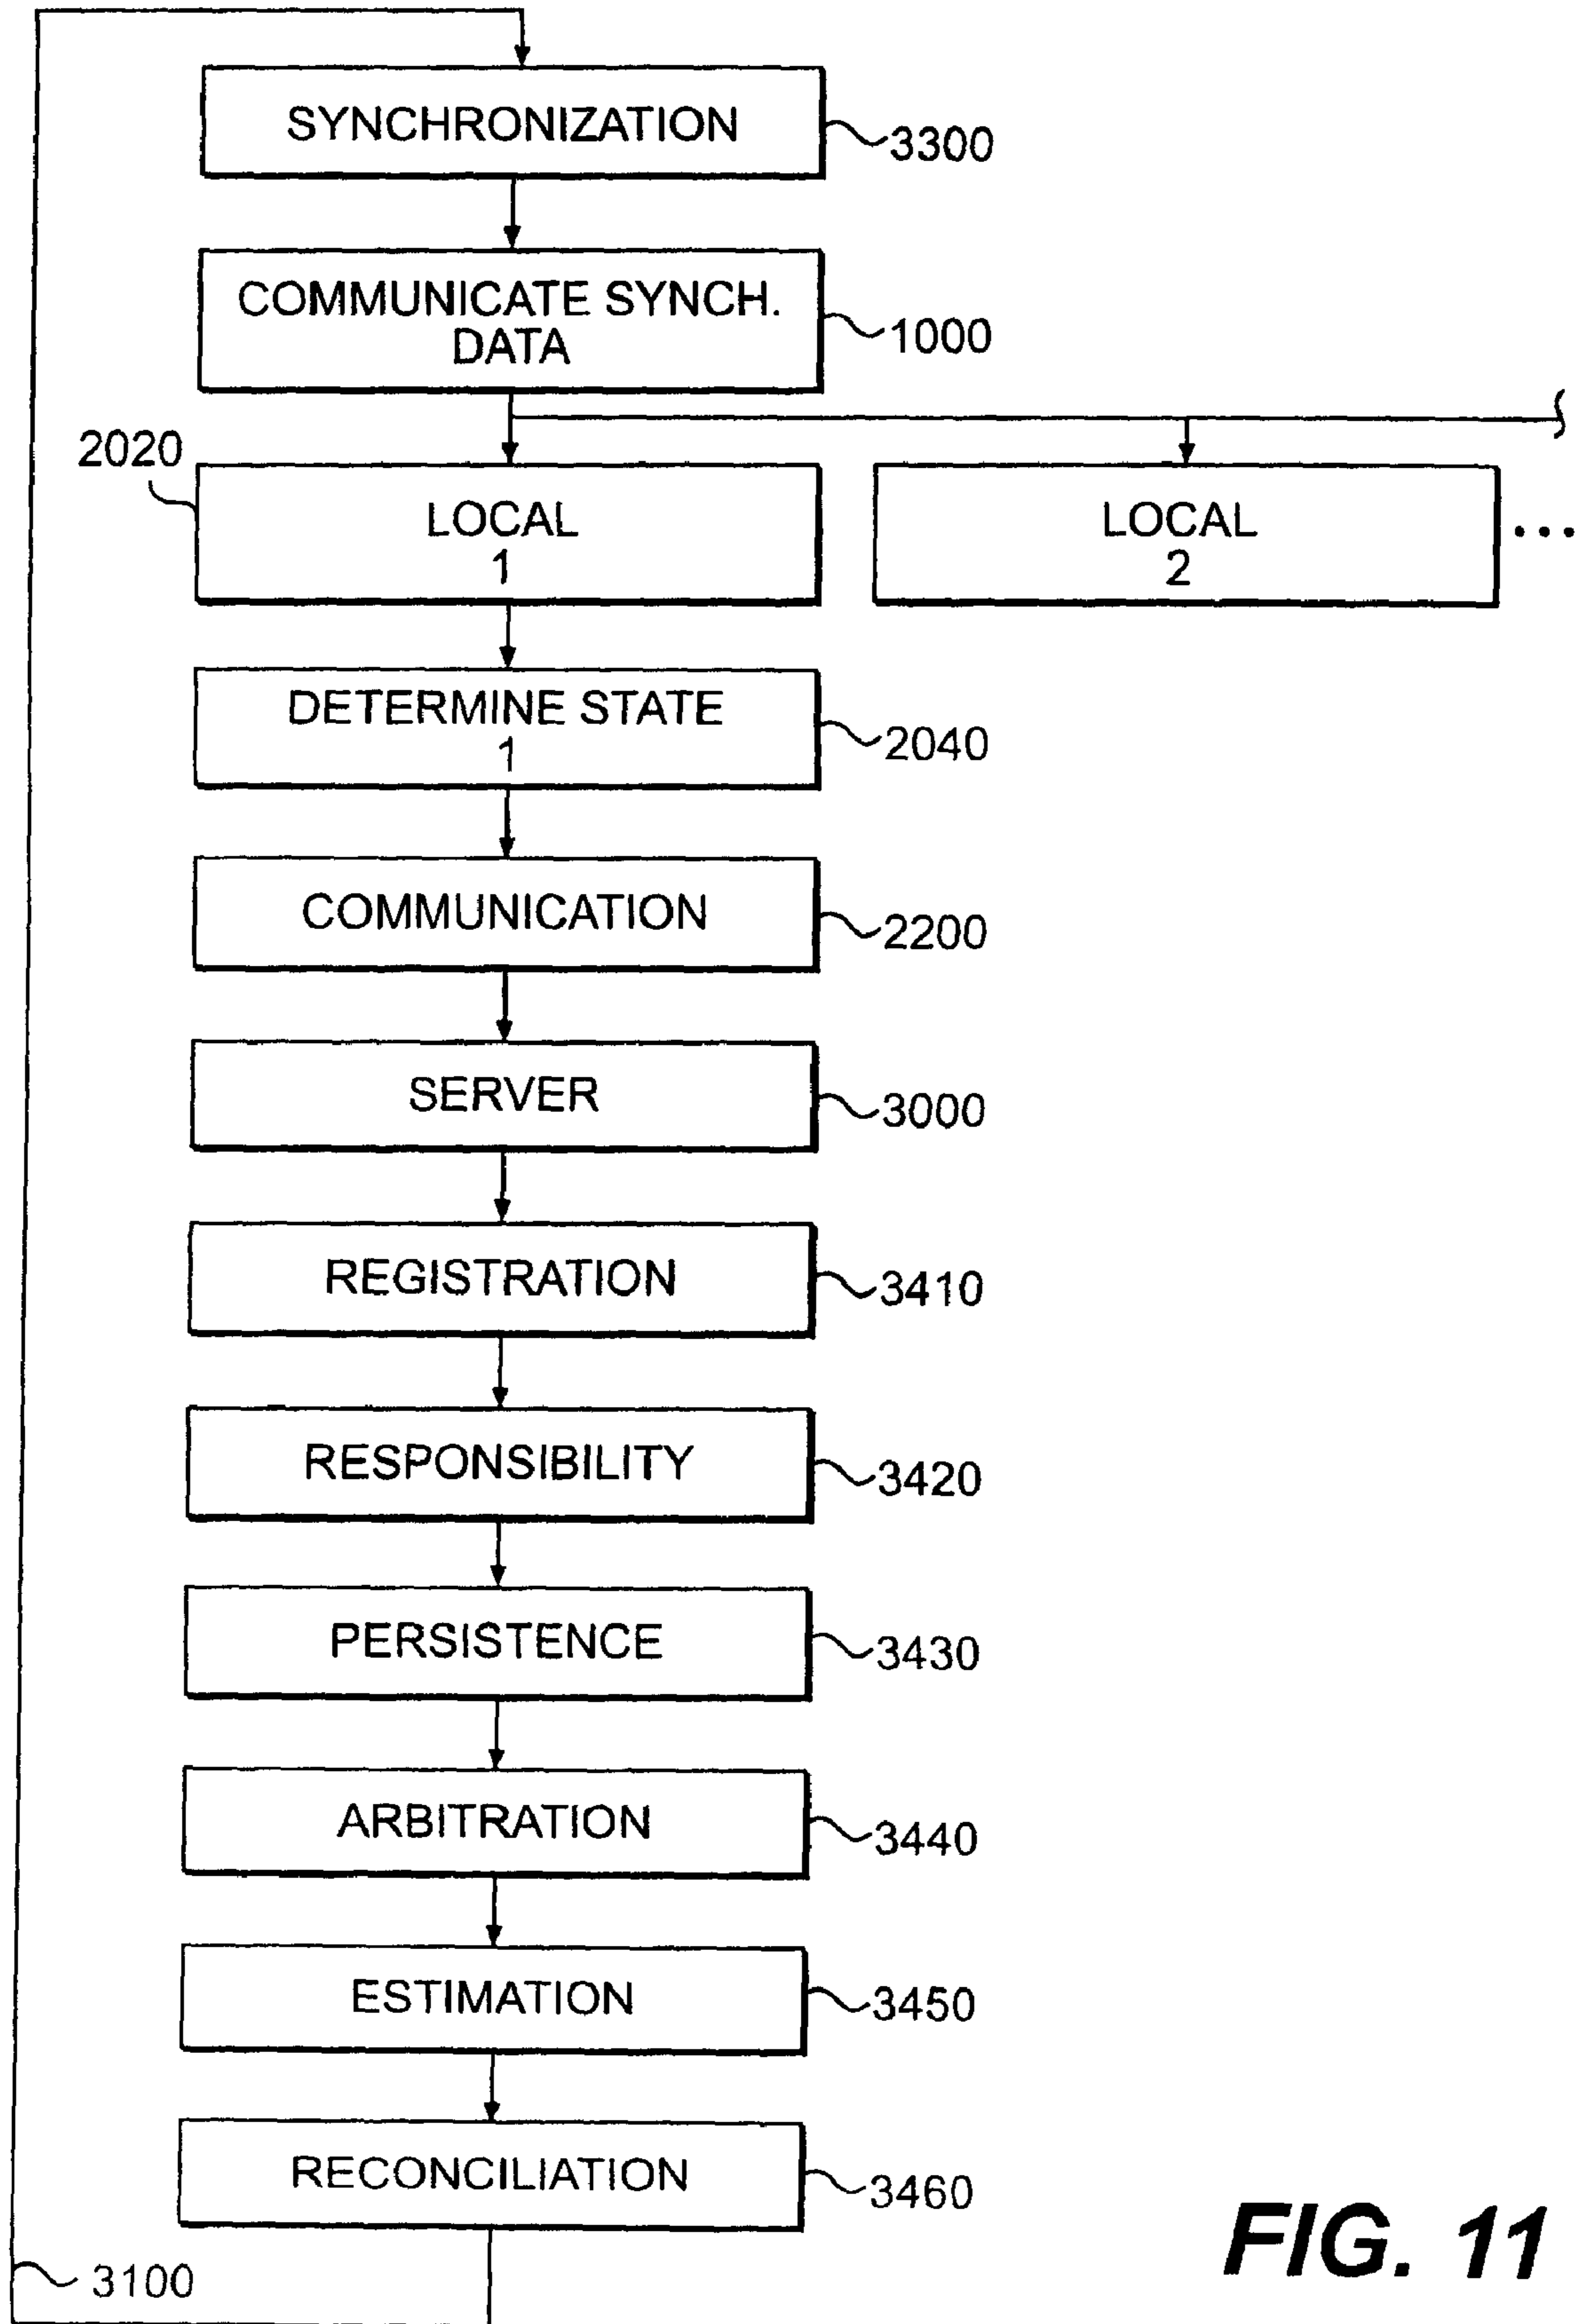 SYNCHRONIZATION
3300
COMMUNICATE SYNCH.
DATA
1000
2020
LOCAL
1
LOCAL
2
...
DETERMINE STATE
1
2040
COMMUNICATION
2200
SERVER
3000
REGISTRATION
3410
RESPONSIBILITY
3420
PERSISTENCE
3430
ARBITRATION
3440
ESTIMATION
3450
RECONCILIATION
3460
3100
FIG. 11